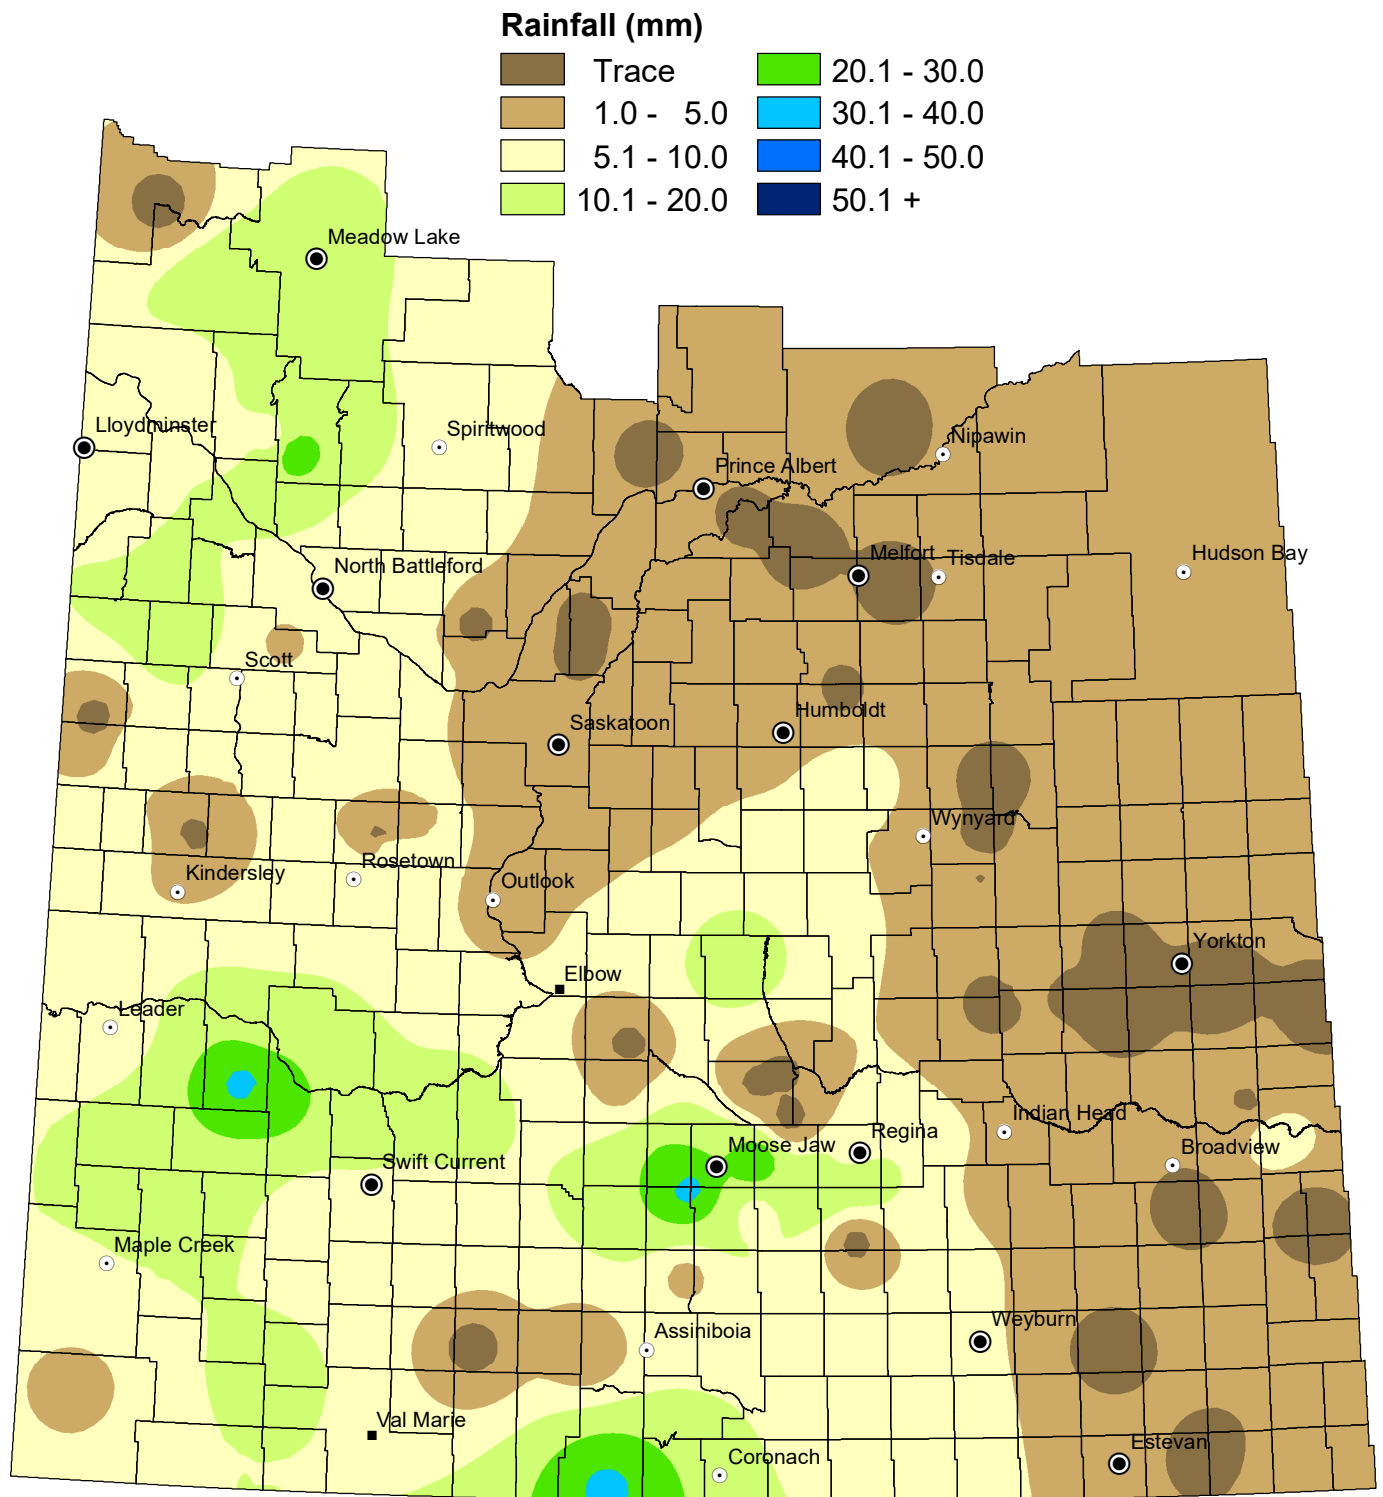 Rainfall (mm)
Trace
20.1 - 30.0
1.0 - 5.0
30.1 - 40.0
5.1 - 10.0
40.1 - 50.0
10.1 - 20.0
50.1 +
Meadow Lake
Lloydminster
Spiritwood
Nipawin
Prince Albert
North Battleford
Melfort
Tisdale
Hudson Bay
Scott
Saskatoon
Humboldt
Wynyard
Rosetown
Kindersley
Outlook
Yorkton
Elbow
Leader
Indian Head
Regina
Moose Jaw
Broadview
Swift Current
Maple Creek
Weyburn
Assiniboia
Val Marie
Estevan
Coronach